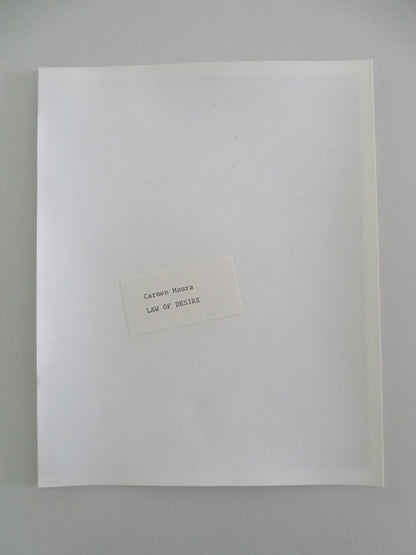 Carmen Maura
LAW OF DESIRE